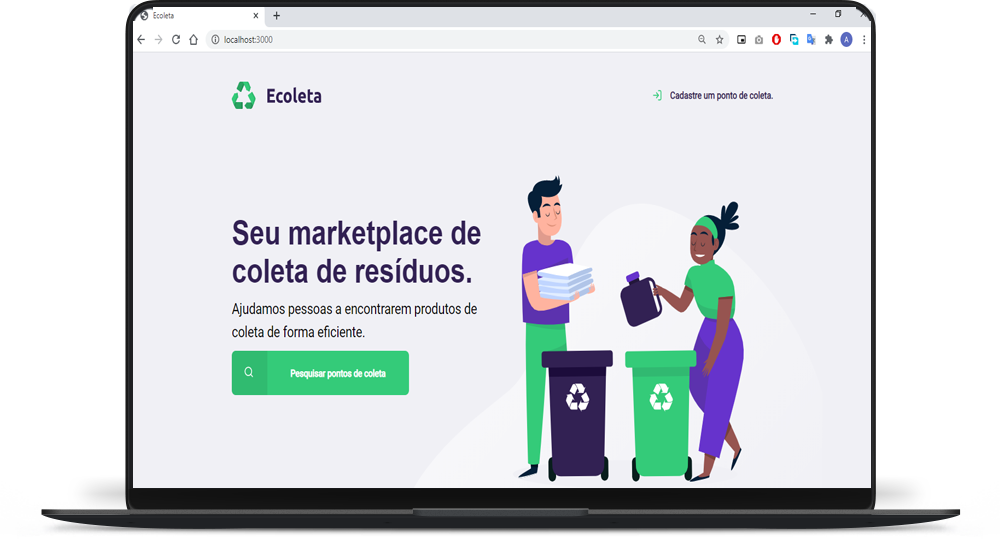 Ecoleta
localhost:3000
A
Ecoleta
Cadastre um ponto de coleta.
Seu marketplace de
coleta de resíduos.
Ajudamos pessoas a encontrarem produtos de
coleta de forma eficiente.
Pesquisar pontos de coleta